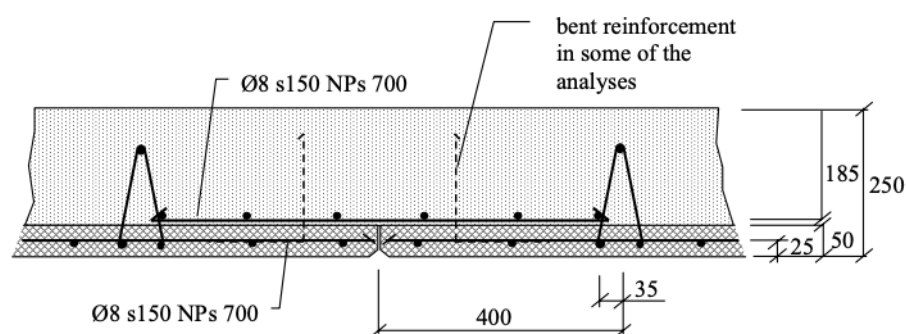 bent reinforcement
in some of the
analyses
Ø8 s150 NPs 700
185
250
50
25
35
Ø8 s150 NPs 700
400